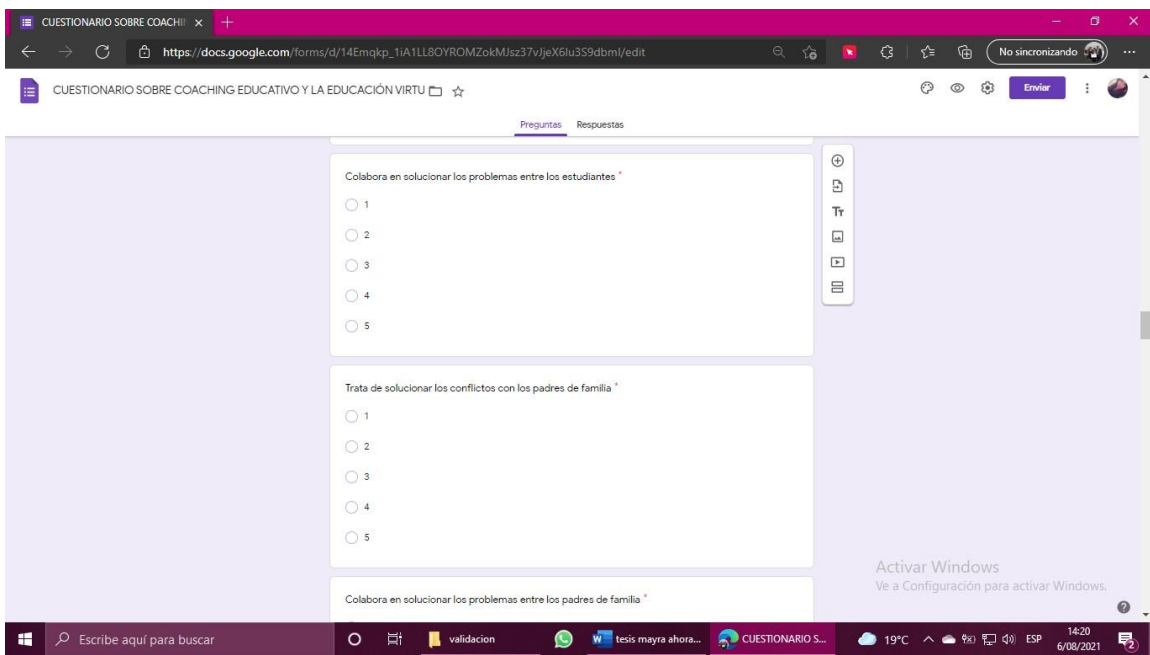 CUESTIONARIO SOBRE COACHI
https://docs.google.com/forms/d/14Emqkp_1iA1LL8OYROMZokMJsz37vJjeX6Iu3S9dbmI/edit
No sincronizando
CUESTIONARIO SOBRE COACHING EDUCATIVO Y LA EDUCACIÓN VIRTU
Enviar
Preguntas Respuestas
Colabora en solucionar los problemas entre los estudiantes *
1
2
3
4
5
Trata de solucionar los conflictos con los padres de familia *
1
2
3
4
5
Colabora en solucionar los problemas entre los padres de familia *
Activar Windows
Ve a Configuración para activar Windows.
Escribe aquí para buscar
validacion
tesis mayra ahora...
CUESTIONARIO S...
19°C
ESP
14:20
6/08/2021
2